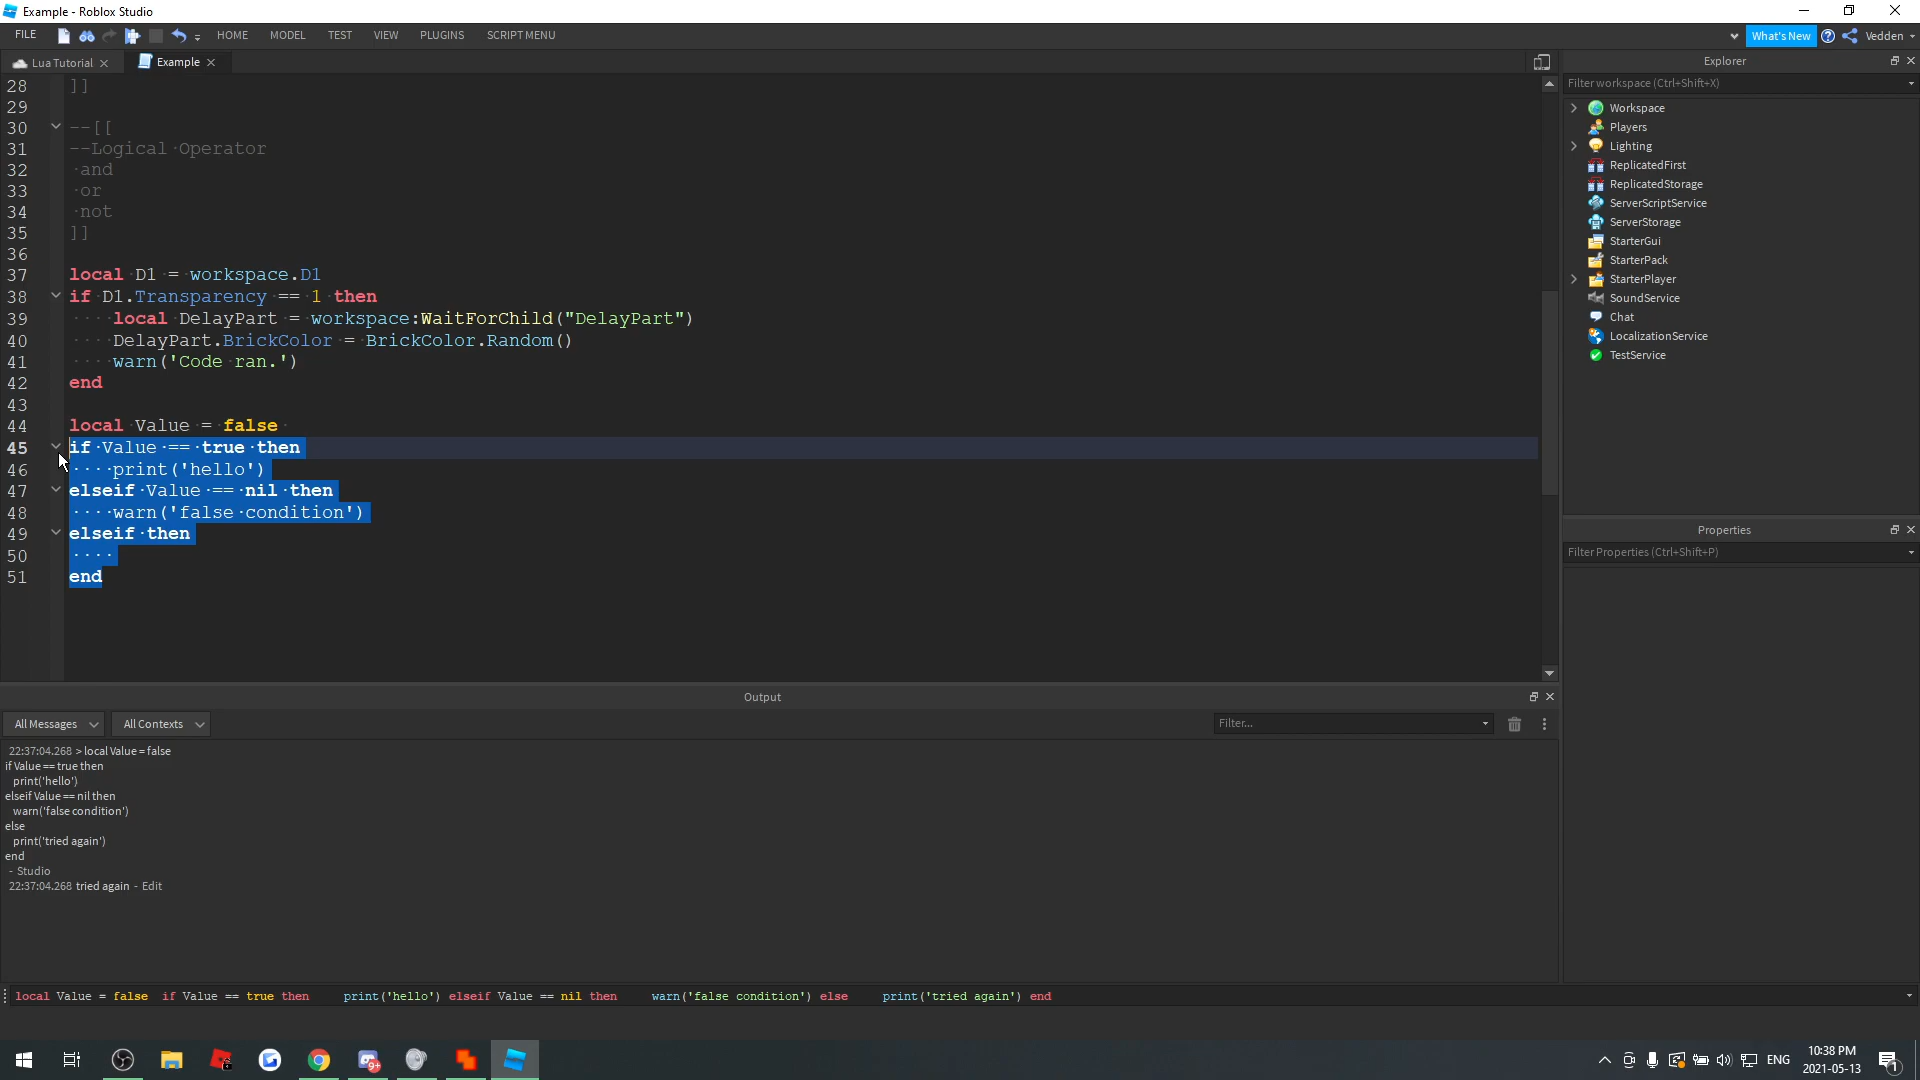 Example - Roblox Studio
FILE HOME MODEL TEST VIEW PLUGINS SCRIPT MENU What's New Vedden
Lua Tutorial Example
28 ]]
29
30 --[[
31 --Logical·Operator
32 ·and
33 ·or
34 ·not
35 ]]
36
37 local·D1·=·workspace.D1
38 if·D1.Transparency·==·1·then
39 ····local·DelayPart·=·workspace:WaitForChild("DelayPart")
40 ····DelayPart.BrickColor·=·BrickColor.Random()
41 ····warn('Code·ran.')
42 end
43
44 local·Value·=·false·
45 if·Value·==·true·then
46 ····print('hello')
47 elseif·Value·==·nil·then
48 ····warn('false·condition')
49 elseif·then
50 ····
51 end
Explorer
Filter workspace (Ctrl+Shift+X)
Workspace
Players
Lighting
ReplicatedFirst
ReplicatedStorage
ServerScriptService
ServerStorage
StarterGui
StarterPack
StarterPlayer
SoundService
Chat
LocalizationService
TestService
Properties
Filter Properties (Ctrl+Shift+P)
Output
All Messages All Contexts Filter...
22:37:04.268 > local Value = false
if Value == true then
print('hello')
elseif Value == nil then
warn('false condition')
else
print('tried again')
end
- Studio
22:37:04.268 tried again - Edit
local Value = false if Value == true then print('hello') elseif Value == nil then warn('false condition') else print('tried again') end
9+
ENG
10:38 PM
2021-05-13
1